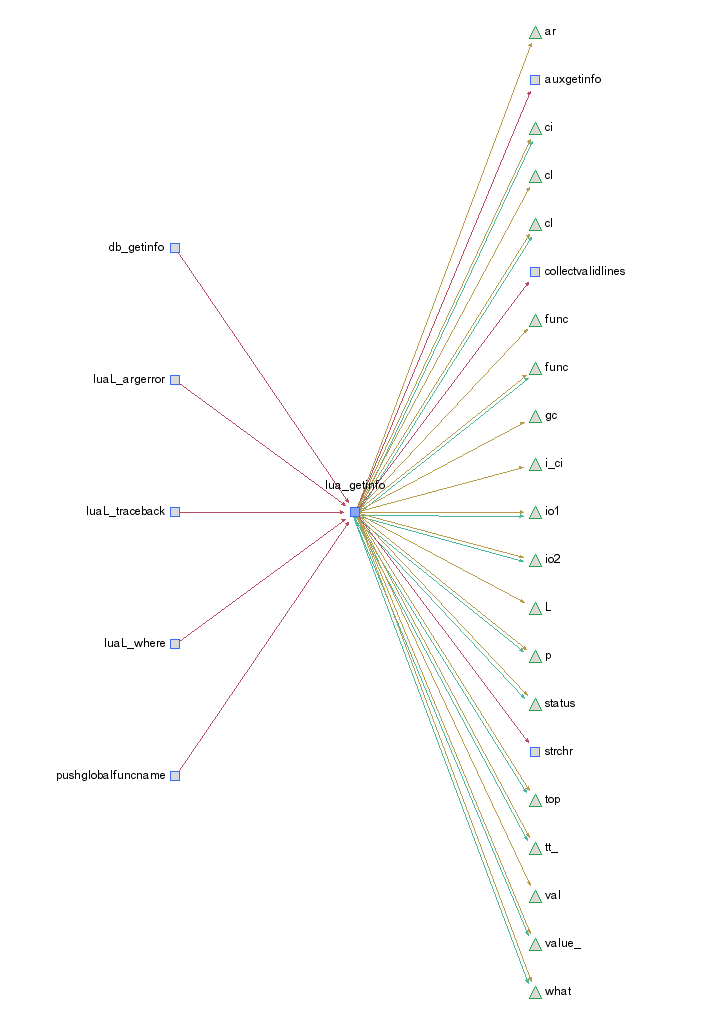 ar
auxgetinfo
ci
cl
cl
db_getinfo
collectvalidlines
func
func
luaL_argerror
gc
i_ci
lua_getinfo
luaL_traceback
io1
io2
L
luaL_where
p
status
strchr
pushglobalfuncname
top
tt_
val
value_
what